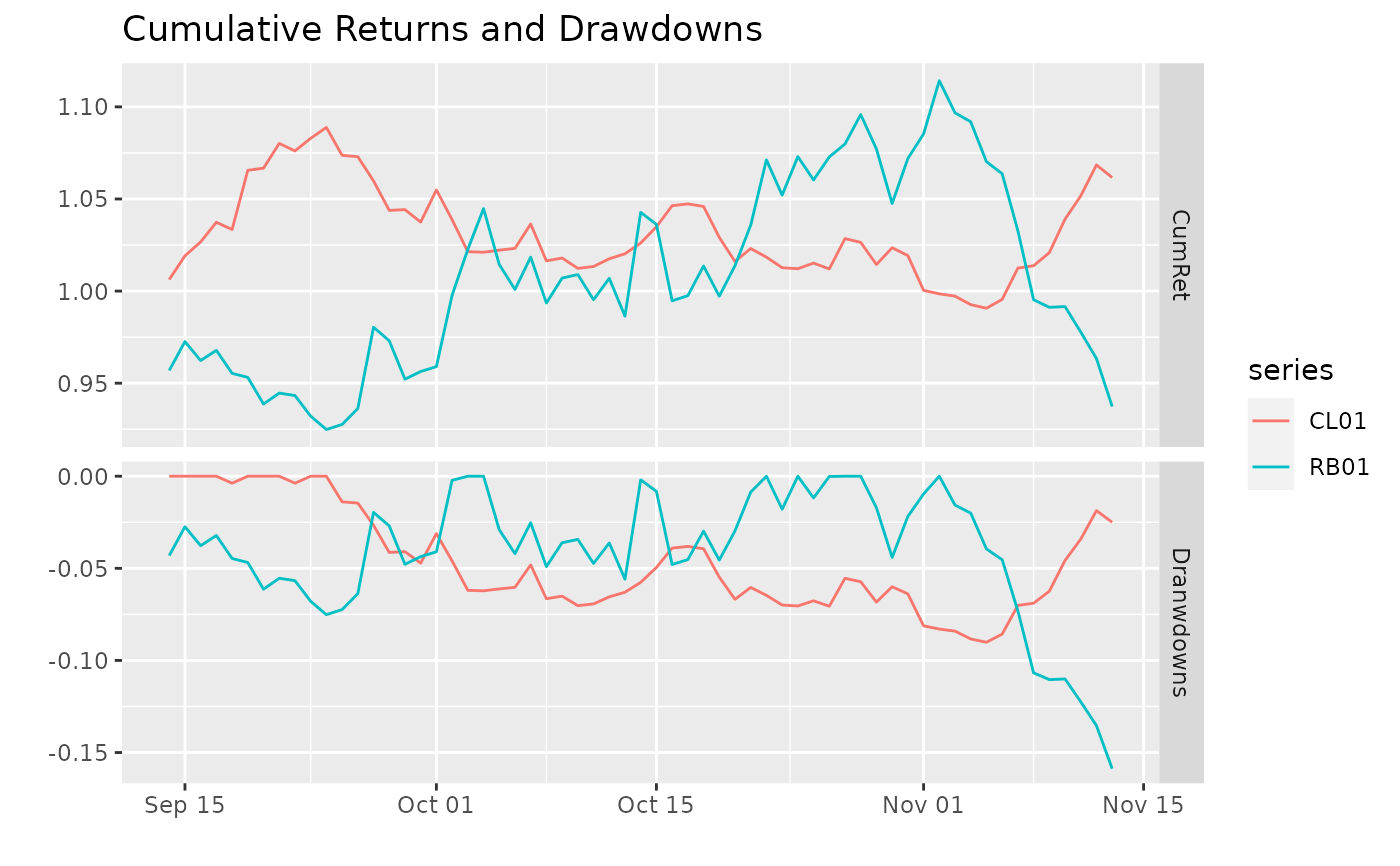 Cumulative Returns and Drawdowns
1.10
1.05
1.00
0.95
CumRet
0.00
-0.05
-0.10
-0.15
Dranwdowns
Sep 15
Oct 01
Oct 15
Nov 01
Nov 15
series
CL01
RB01